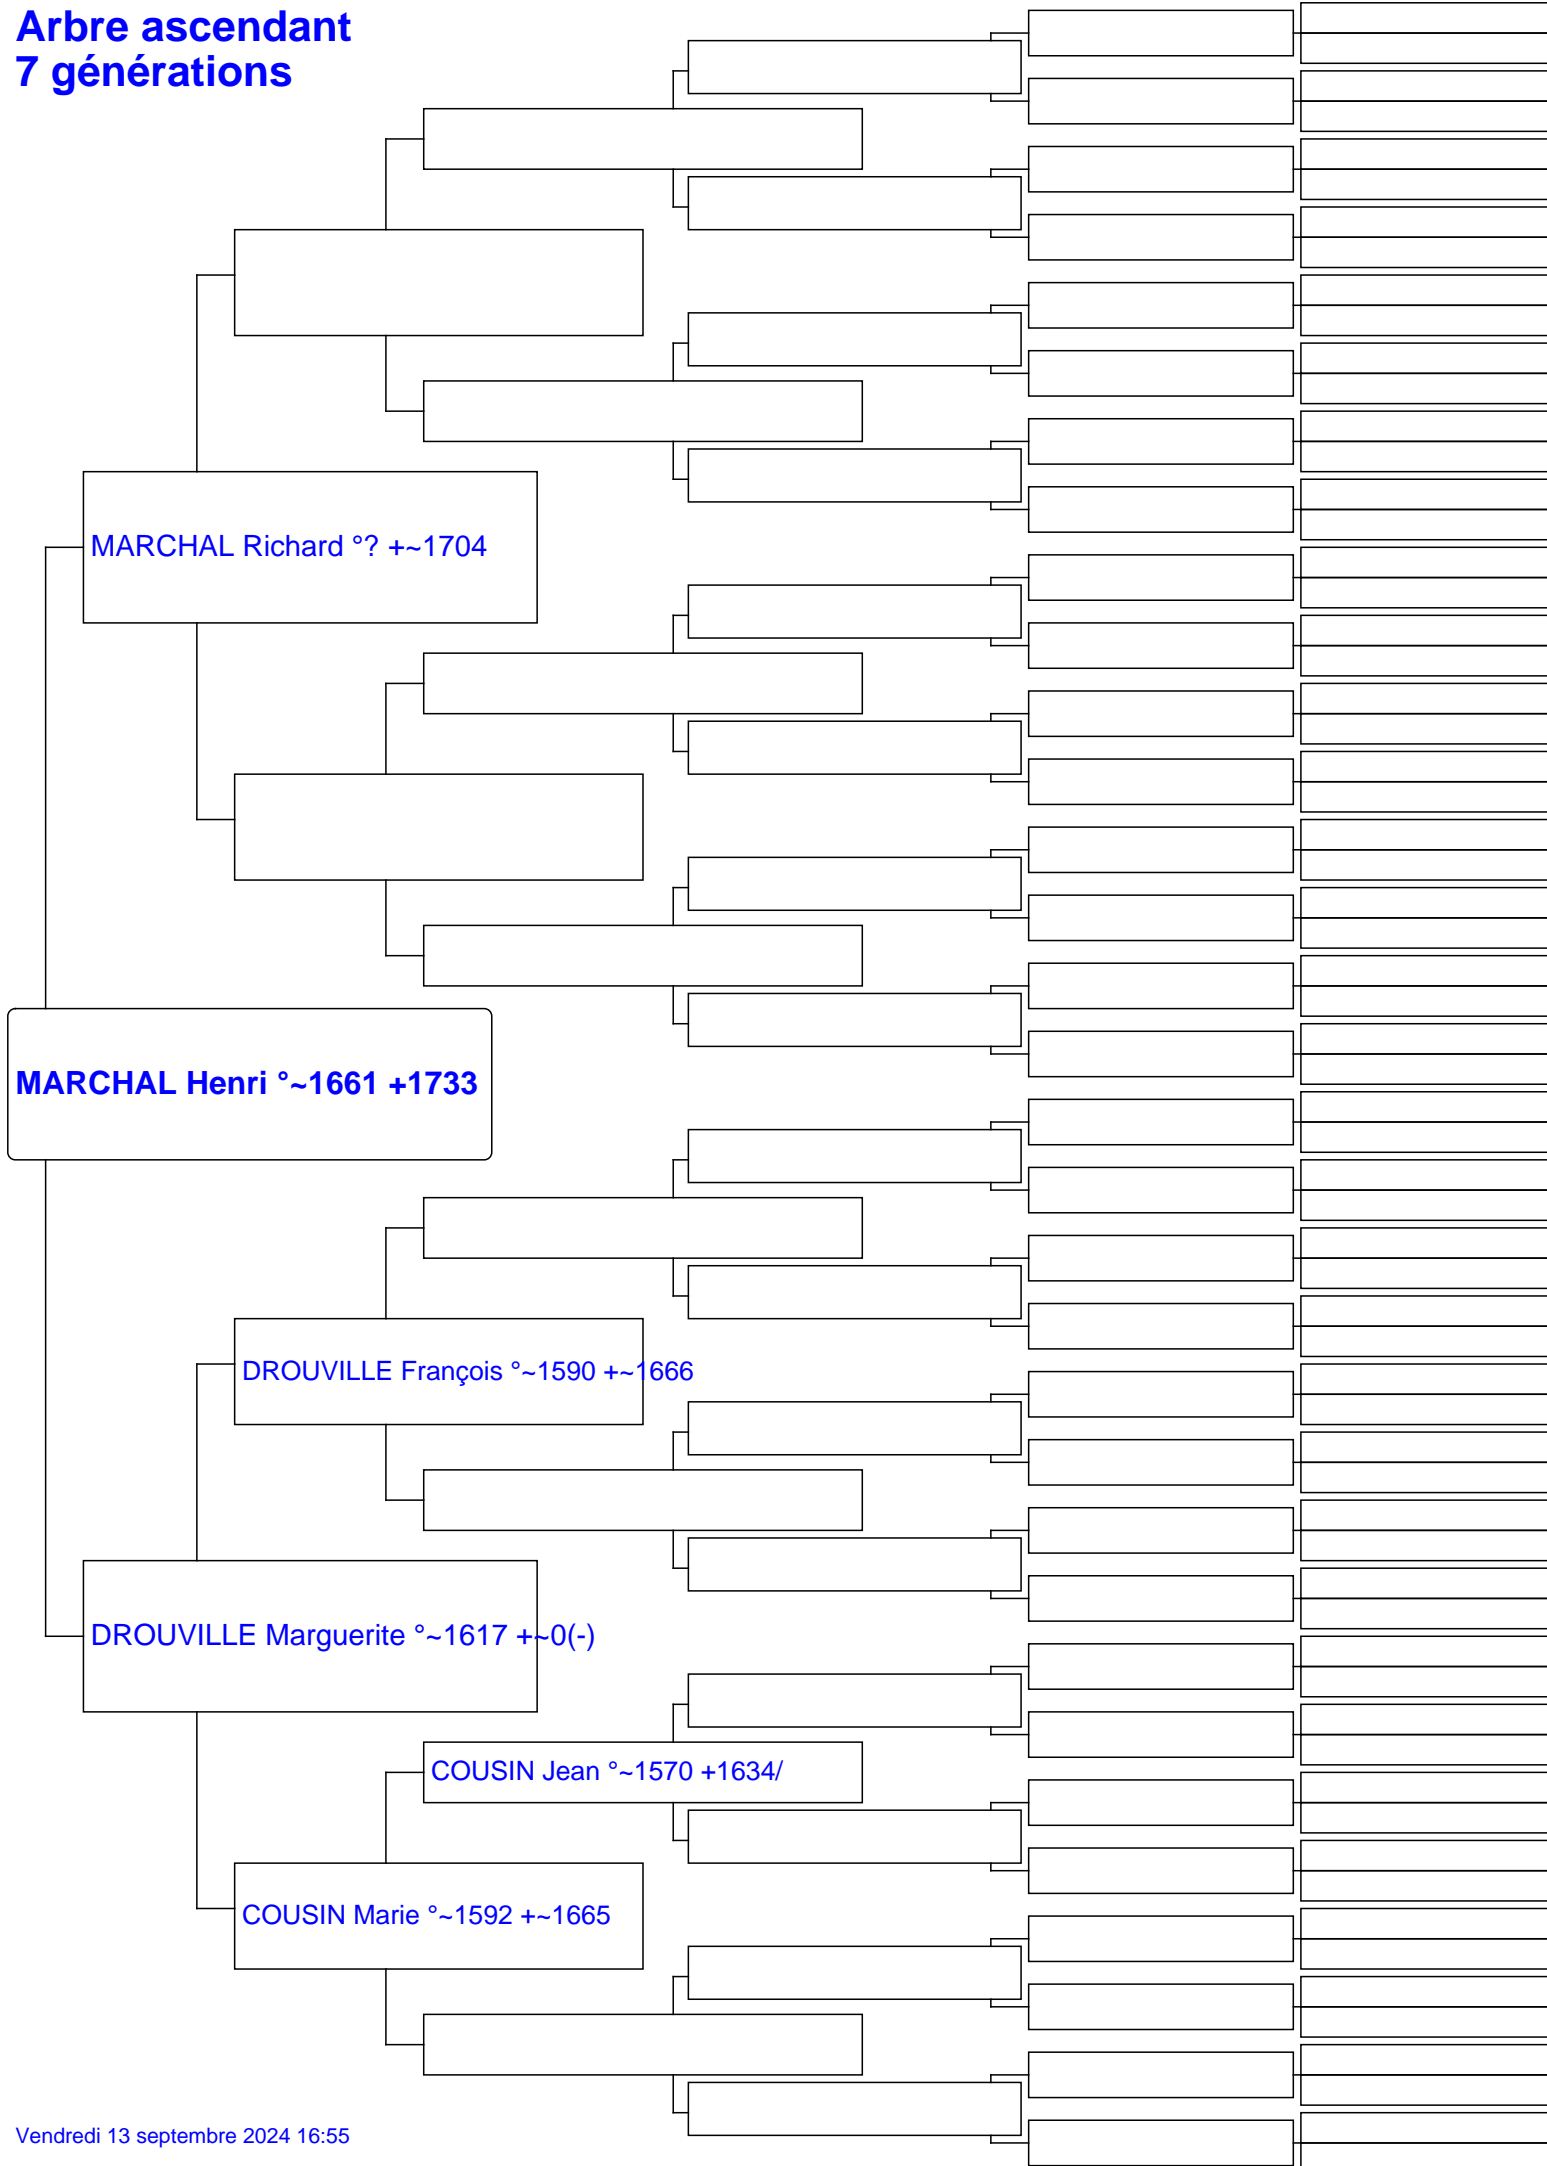 Arbre ascendant
7 générations
MARCHAL Richard °? +~1704
MARCHAL Henri °~1661 +1733
DROUVILLE François °~1590 +~1666
DROUVILLE Marguerite °~1617 +~0(-)
COUSIN Jean °~1570 +1634/
COUSIN Marie °~1592 +~1665
Vendredi 13 septembre 2024 16:55